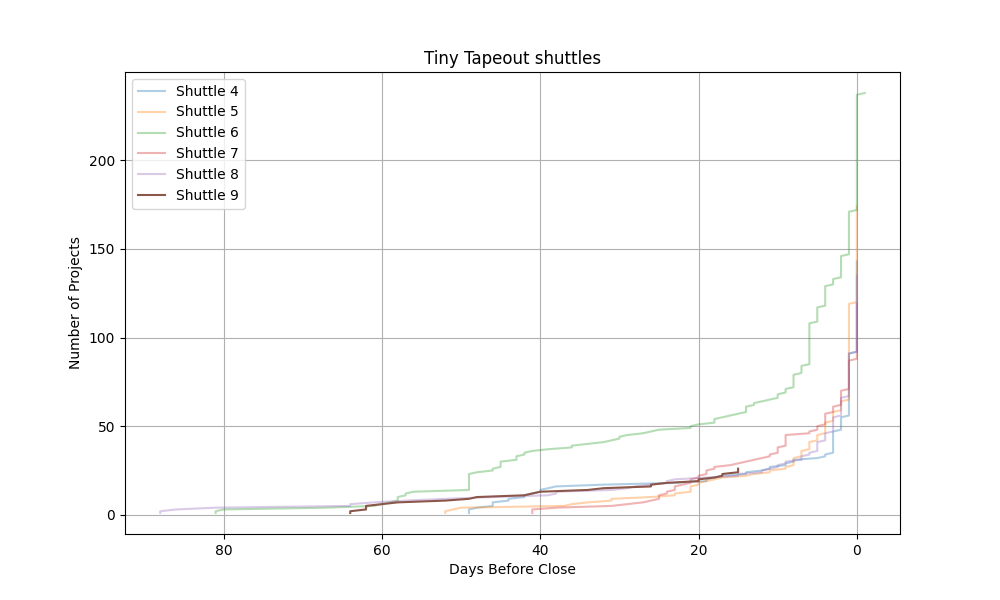 Tiny Tapeout shuttles
Shuttle 4
Shuttle 5
Shuttle 6
Shuttle 7
Shuttle 8
Shuttle 9
200
150
100
50
0
Number of Projects
80 60 40 20 0
Days Before Close